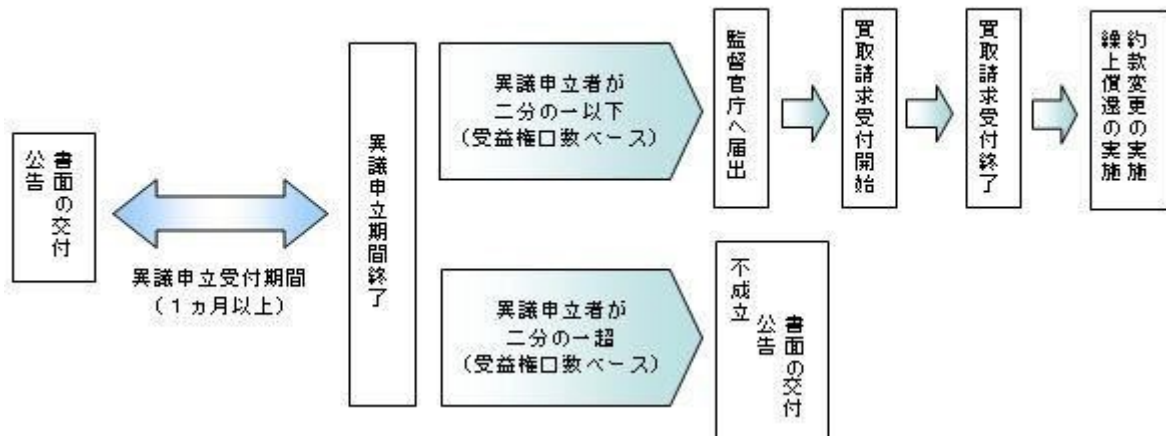 書面の交付
公告
異議申立受付期間
（１ヵ月以上）
異議申立期間終了
異議申立者が
二分の一以下
（受益権口数ベース）
監督官庁へ届出
買取請求受付開始
買取請求受付終了
約款変更の実施
繰上償還の実施
異議申立者が
二分の一超
（受益権口数ベース）
不成立
書面の交付
公告